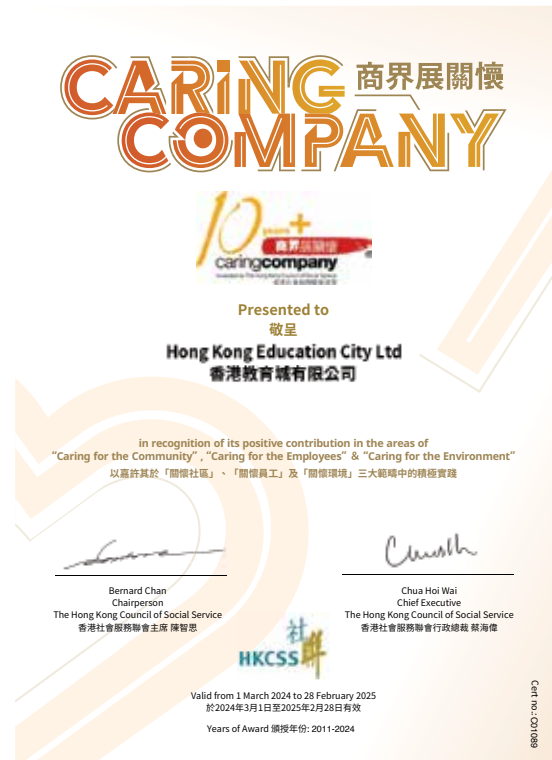 CARING 商界展關懷
COMPANY
10 years +
商界展關懷
caringcompany
Presented to
敬呈
Hong Kong Education City Ltd
香港教育城有限公司
in recognition of its positive contribution in the areas of
“Caring for the Community” , “Caring for the Employees” & “Caring for the Environment”
以嘉許其於「關懷社區」、「關懷員工」及「關懷環境」三大範疇中的積極實踐
Bernard Chan
Chairperson
The Hong Kong Council of Social Service
香港社會服務聯會主席 陳智思
Chua Hoi Wai
Chief Executive
The Hong Kong Council of Social Service
香港社會服務聯會行政總裁 蔡海偉
社聯
HKCSS
Valid from 1 March 2024 to 28 February 2025
於2024年3月1日至2025年2月28日有效
Years of Award 頒授年份: 2011-2024
Cert no.: C01089